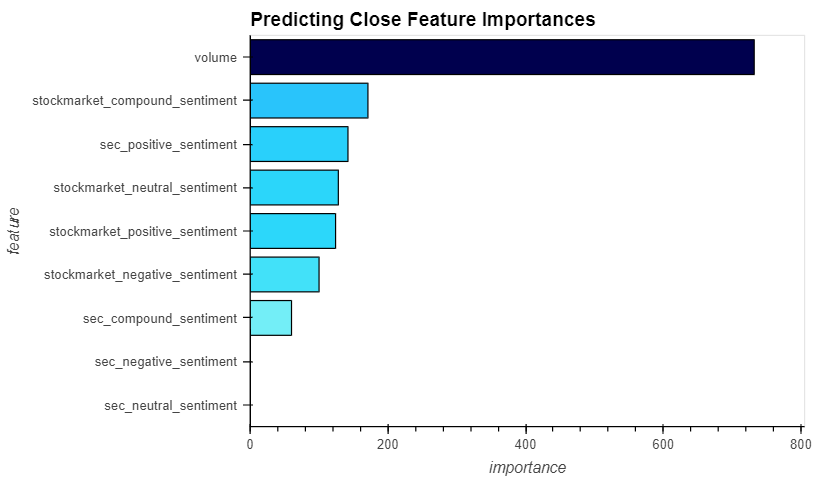 Predicting Close Feature Importances
volume
stockmarket_compound_sentiment
sec_positive_sentiment
stockmarket_neutral_sentiment
stockmarket_positive_sentiment
stockmarket_negative_sentiment
sec_compound_sentiment
sec_negative_sentiment
sec_neutral_sentiment
feature
0 200 400 600 800
importance